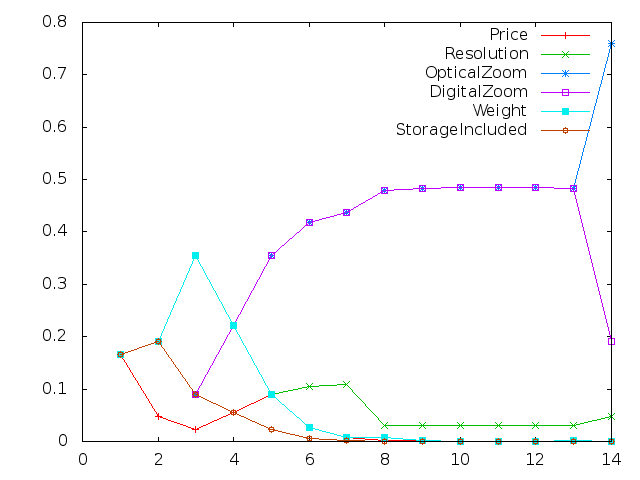 0.8
0.7
0.6
0.5
0.4
0.3
0.2
0.1
0
0 2 4 6 8 10 12 14
Price
Resolution
OpticalZoom
DigitalZoom
Weight
StorageIncluded